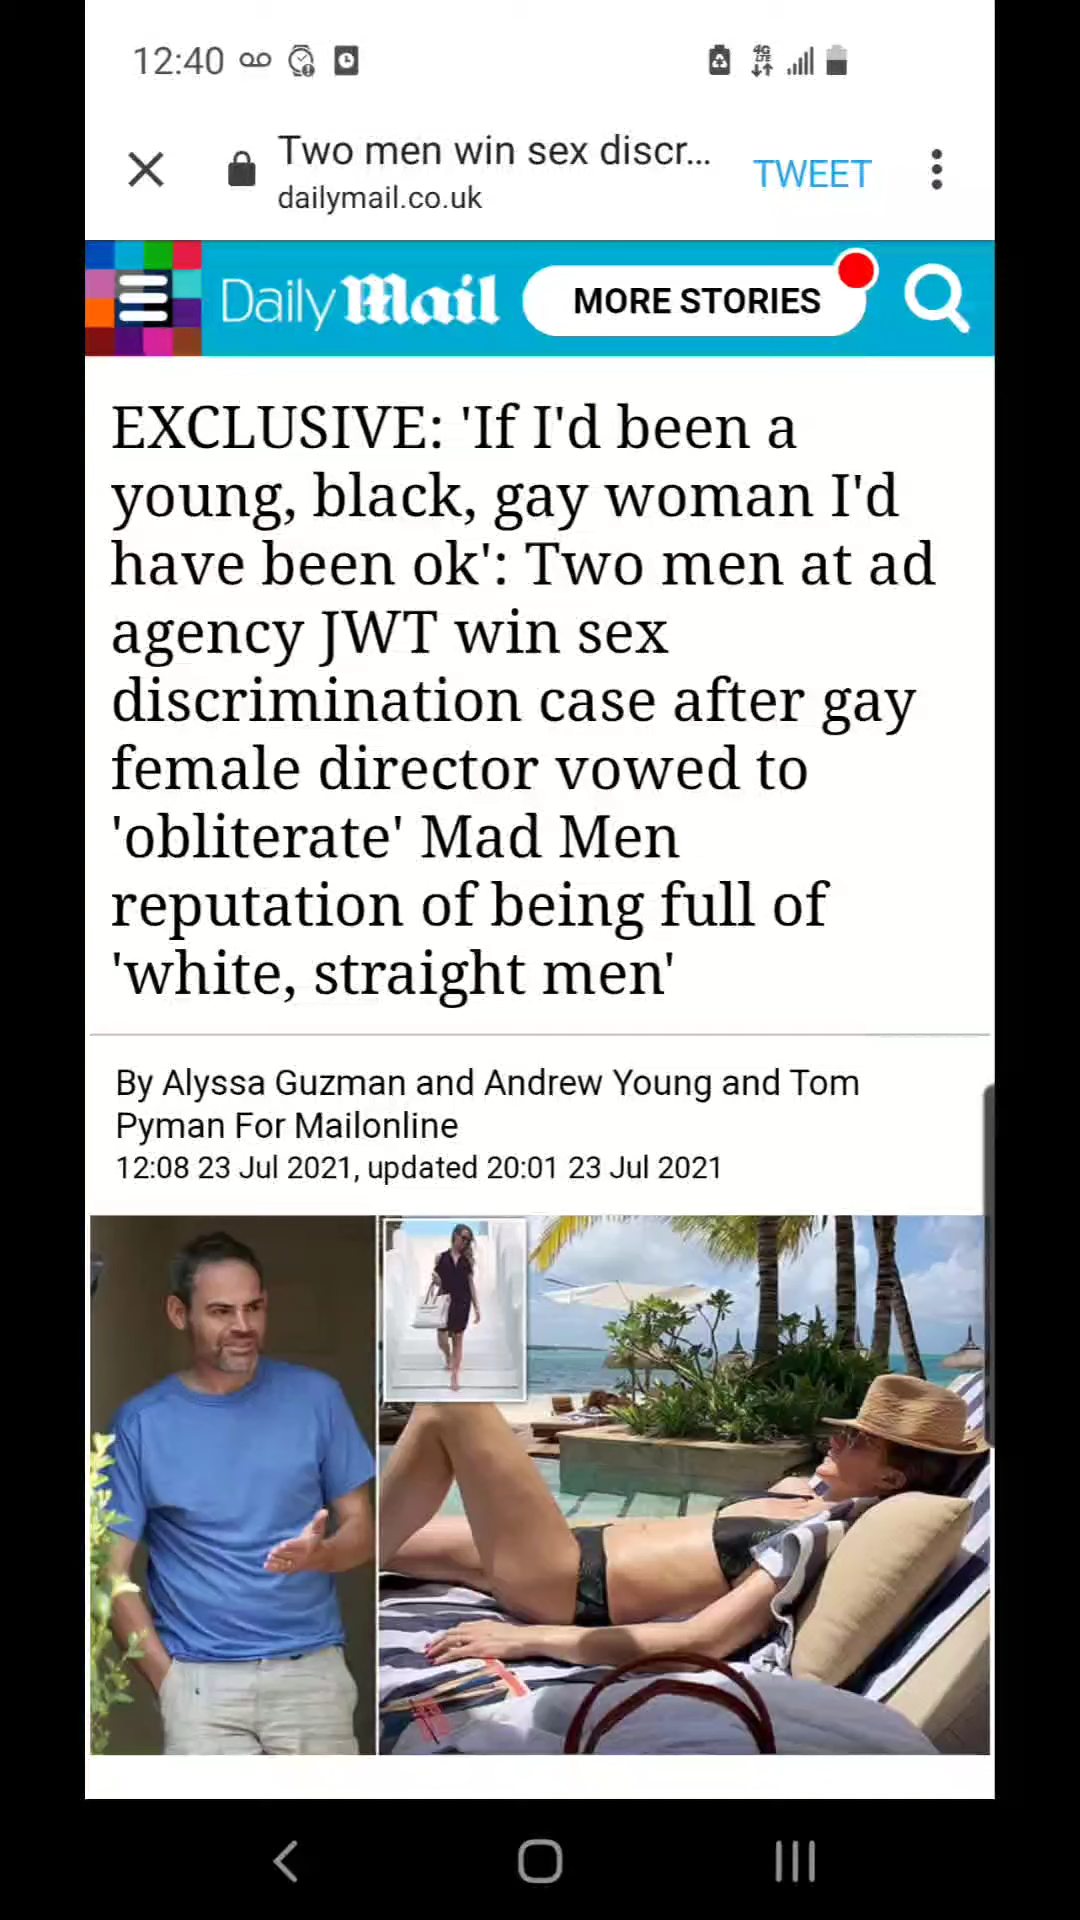 12:40
4G
LTE
Two men win sex discr...
TWEET
dailymail.co.uk
Daily Mail
MORE STORIES
EXCLUSIVE: 'If I'd been a
young, black, gay woman I'd
have been ok': Two men at ad
agency JWT win sex
discrimination case after gay
female director vowed to
'obliterate' Mad Men
reputation of being full of
'white, straight men'
By Alyssa Guzman and Andrew Young and Tom
Pyman For Mailonline
12:08 23 Jul 2021, updated 20:01 23 Jul 2021